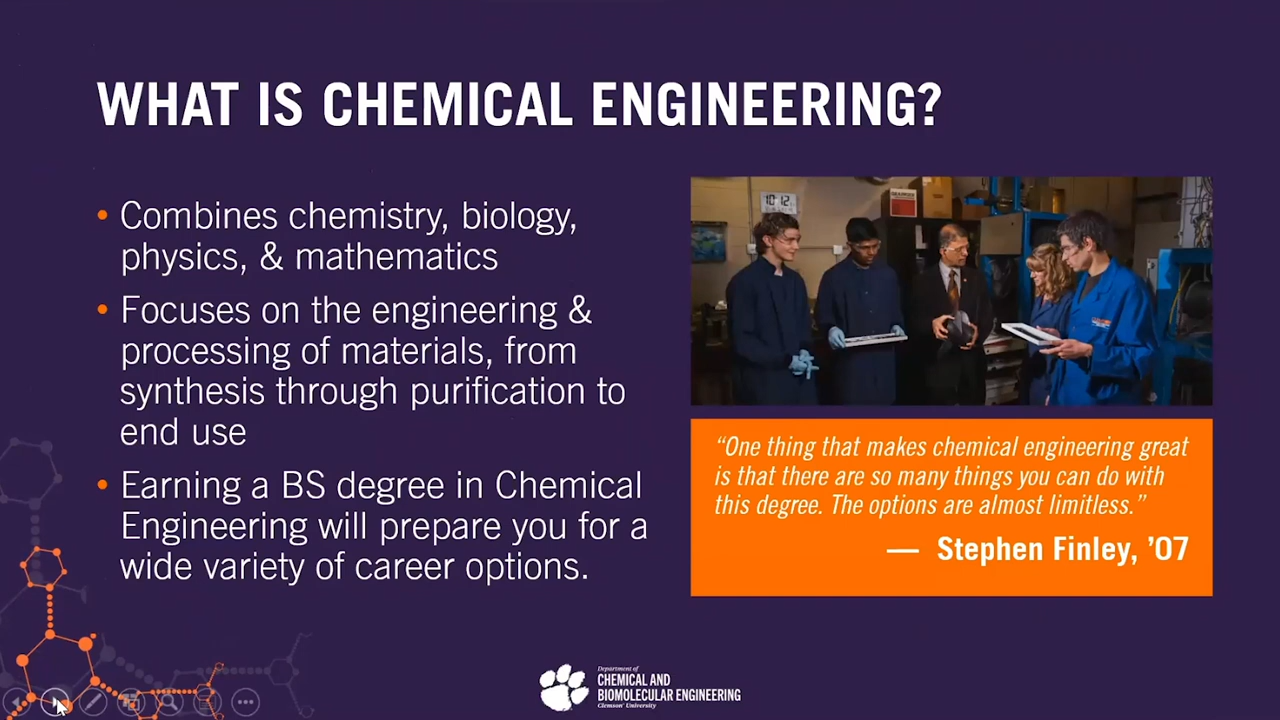 WHAT IS CHEMICAL ENGINEERING?
• Combines chemistry, biology,
physics, & mathematics
• Focuses on the engineering &
processing of materials, from
synthesis through purification to
end use
• Earning a BS degree in Chemical
Engineering will prepare you for a
wide variety of career options.
10:12
“One thing that makes chemical engineering great
is that there are so many things you can do with
this degree. The options are almost limitless.”
— Stephen Finley, ’07
Department of
CHEMICAL AND
BIOMOLECULAR ENGINEERING
Clemson University